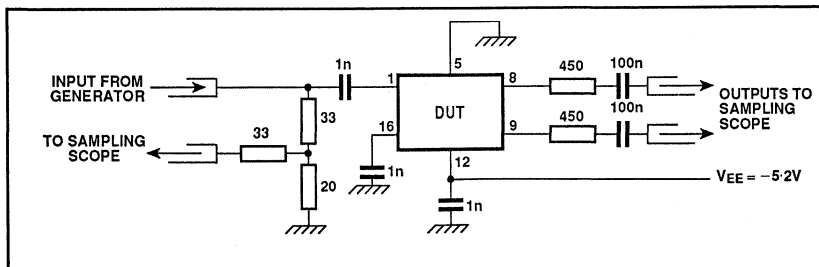 1n
5
450
100n
INPUT FROM
GENERATOR
1
8
OUTPUTS TO
SAMPLING
SCOPE
33
DUT
450
100n
TO SAMPLING
SCOPE
33
16
9
12
20
1n
VEE = −5·2V
1n